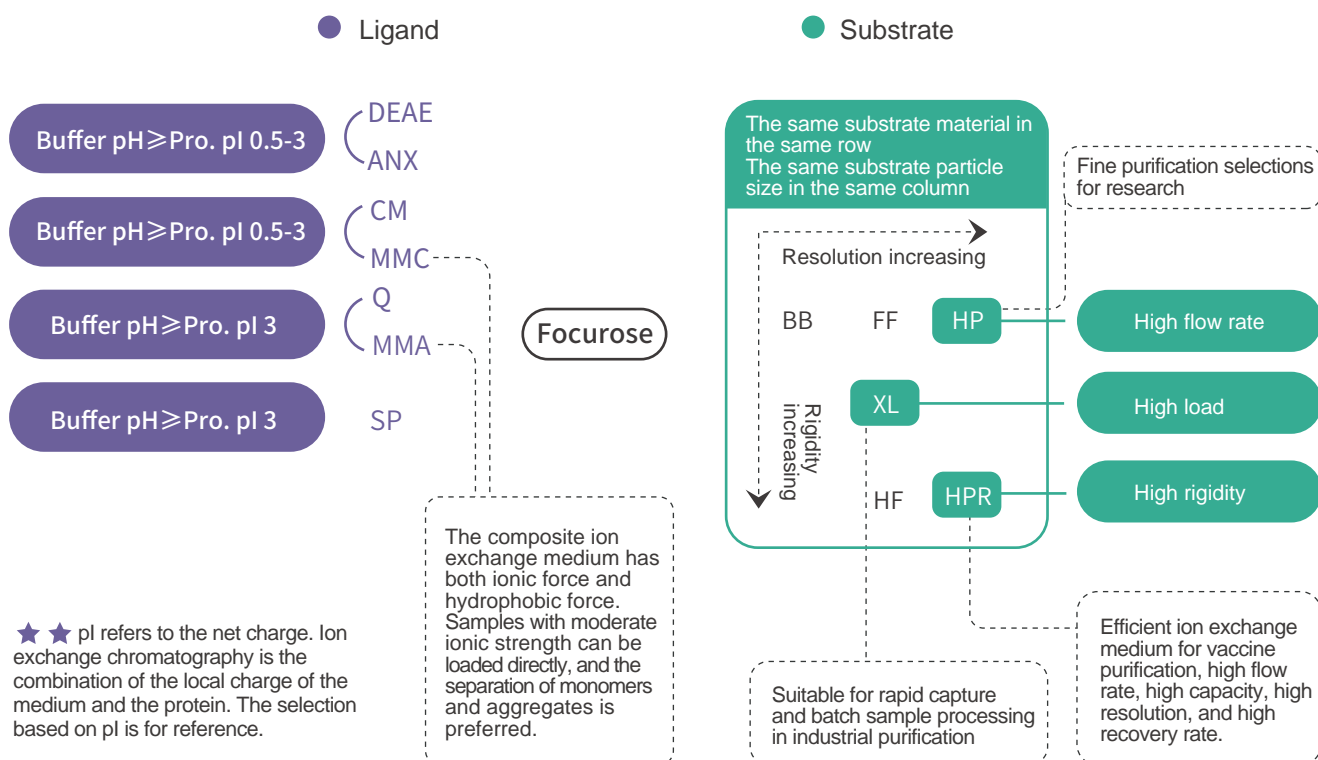 Ligand
Substrate
Buffer pH≥Pro. pI 0.5-3
DEAE
ANX
Buffer pH≥Pro. pI 0.5-3
CM
MMC
Buffer pH≥Pro. pI 3
Q
MMA
Buffer pH≥Pro. pI 3
SP
Focurose
The composite ion
exchange medium has
both ionic force and
hydrophobic force.
Samples with moderate
ionic strength can be
loaded directly, and the
separation of monomers
and aggregates is
preferred.
★ ★ pI refers to the net charge. Ion
exchange chromatography is the
combination of the local charge of the
medium and the protein. The selection
based on pI is for reference.
The same substrate material in
the same row
The same substrate particle
size in the same column
Fine purification selections
for research
Resolution increasing
Rigidity
increasing
BB
FF
HP
High flow rate
XL
High load
HF
HPR
High rigidity
Suitable for rapid capture
and batch sample processing
in industrial purification
Efficient ion exchange
medium for vaccine
purification, high flow
rate, high capacity, high
resolution, and high
recovery rate.